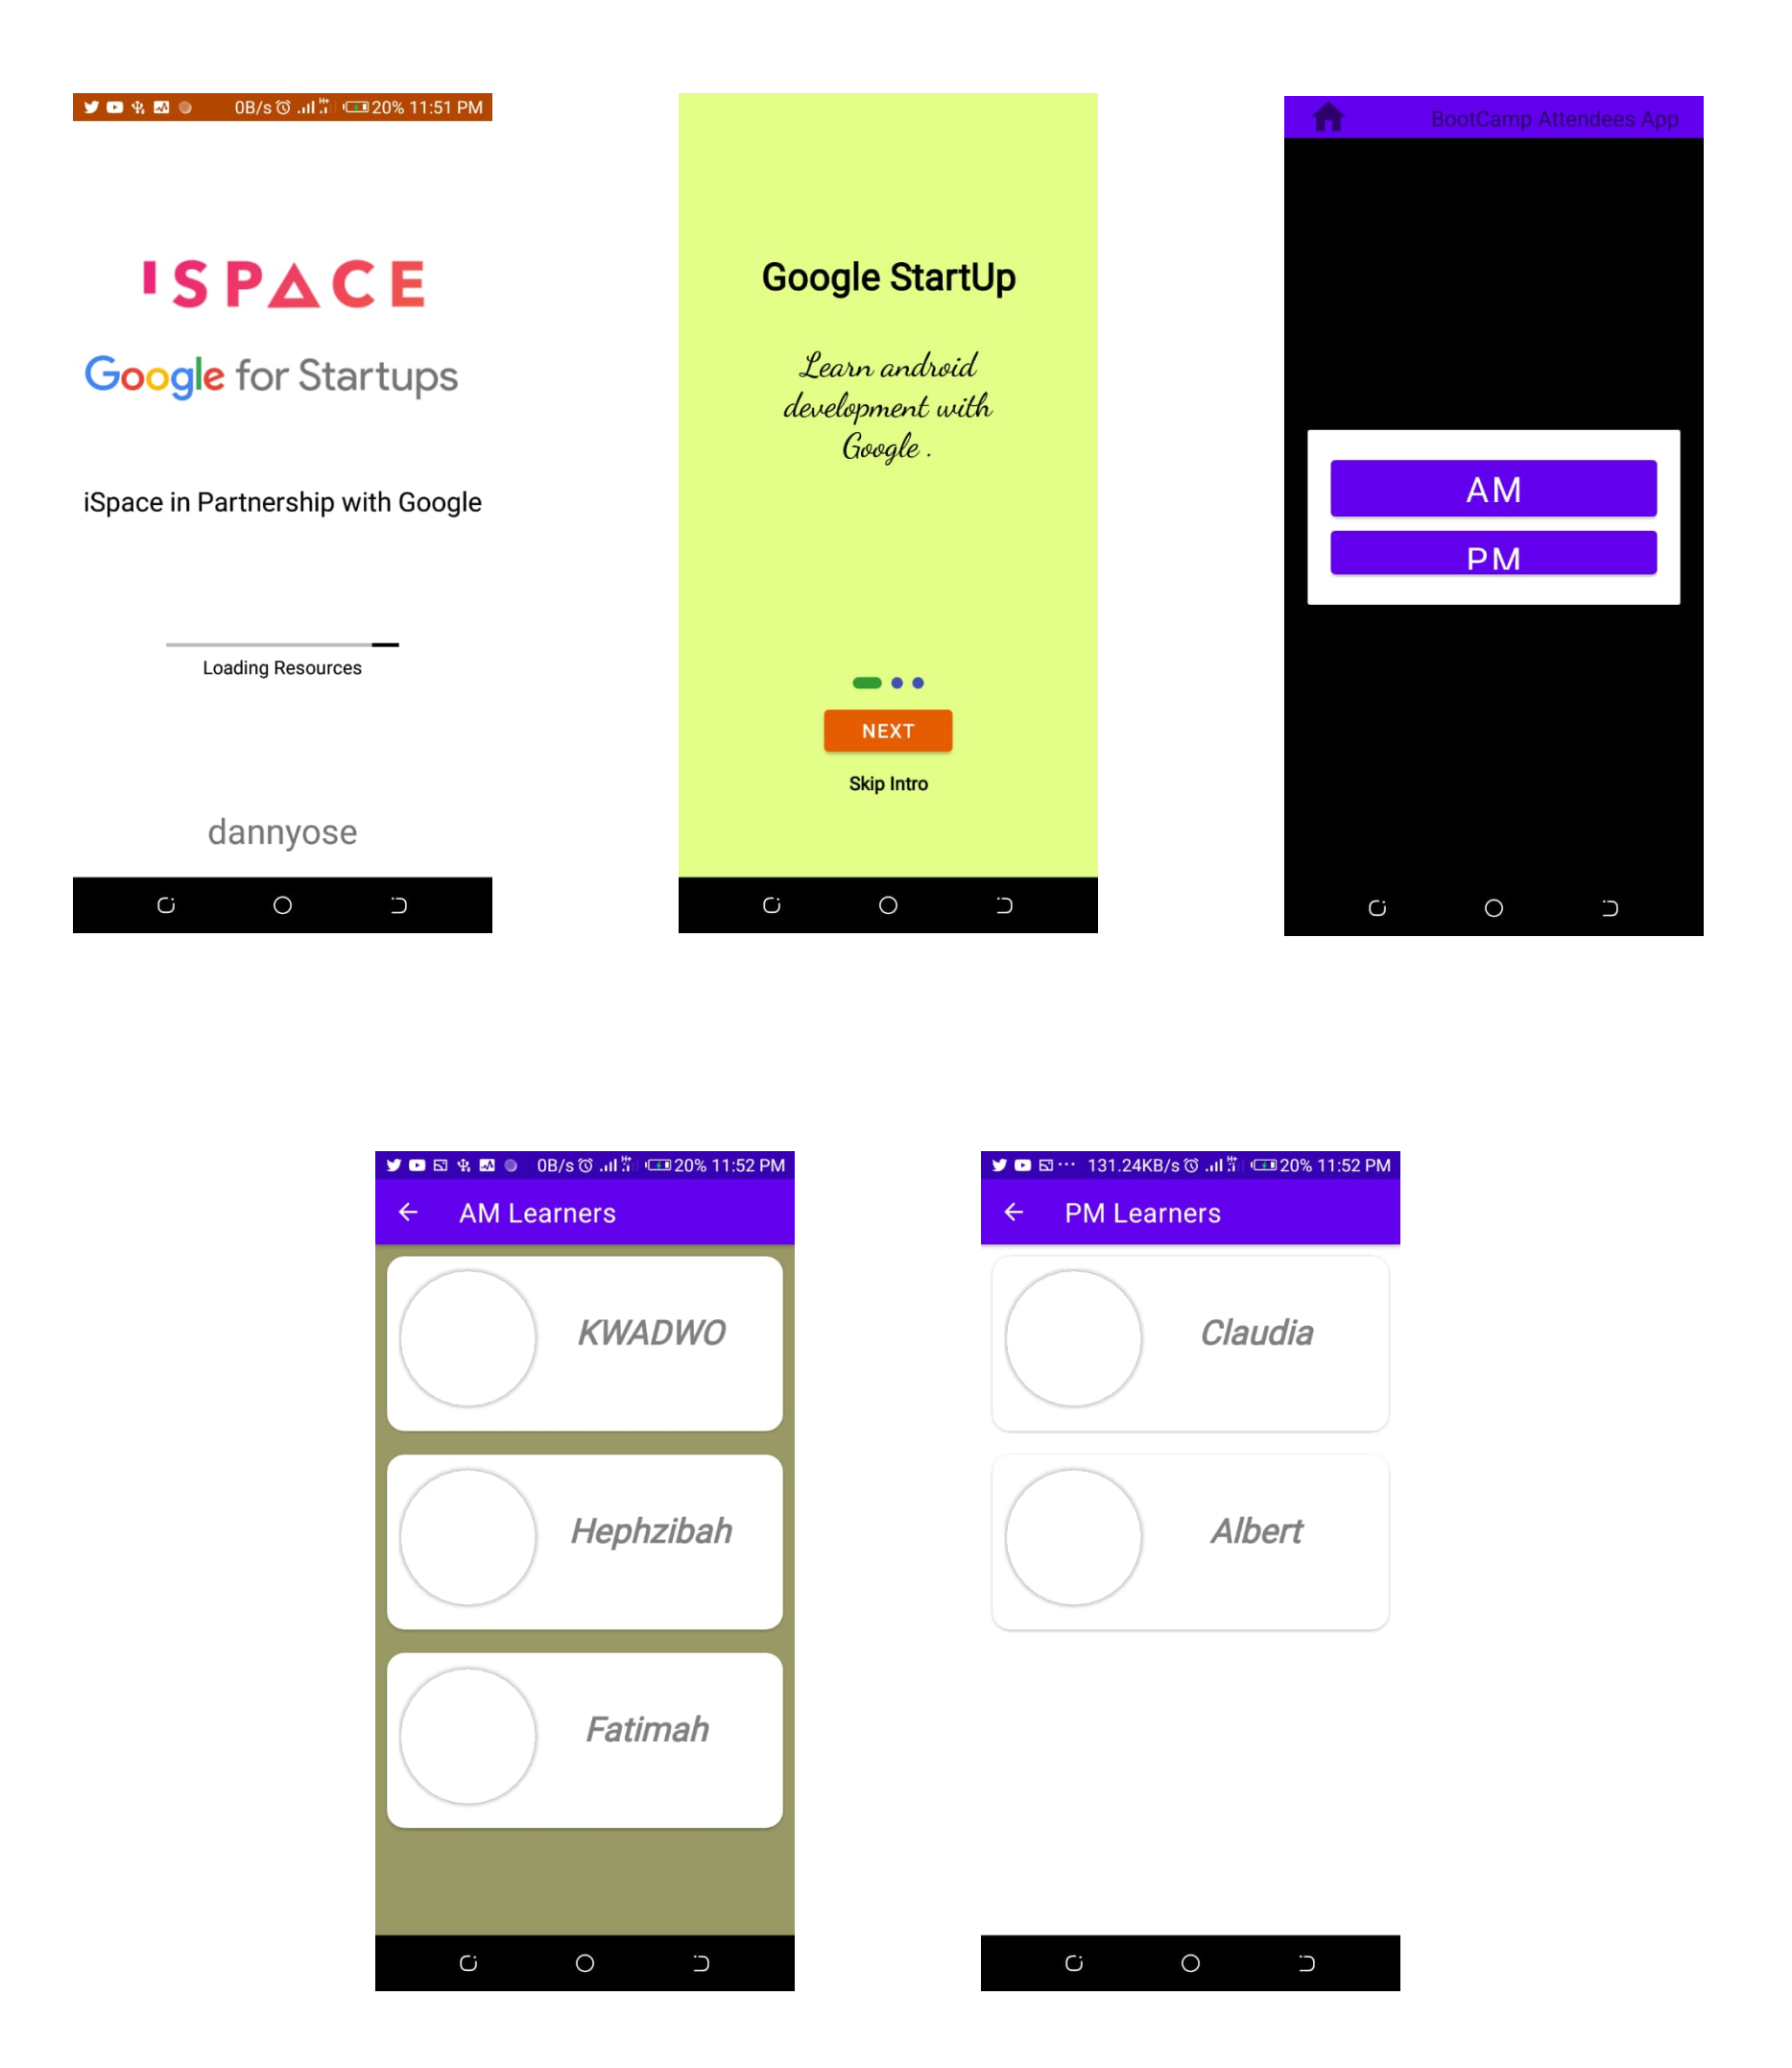 0B/s H+ 20% 11:51 PM
ISPACE
Google for Startups
iSpace in Partnership with Google
Loading Resources
dannyose
Google StartUp
Learn android
development with
Google .
NEXT
Skip Intro
BootCamp Attendees App
AM
PM
0B/s H+ 20% 11:52 PM
AM Learners
KWADWO
Hephzibah
Fatimah
131.24KB/s H+ 20% 11:52 PM
PM Learners
Claudia
Albert